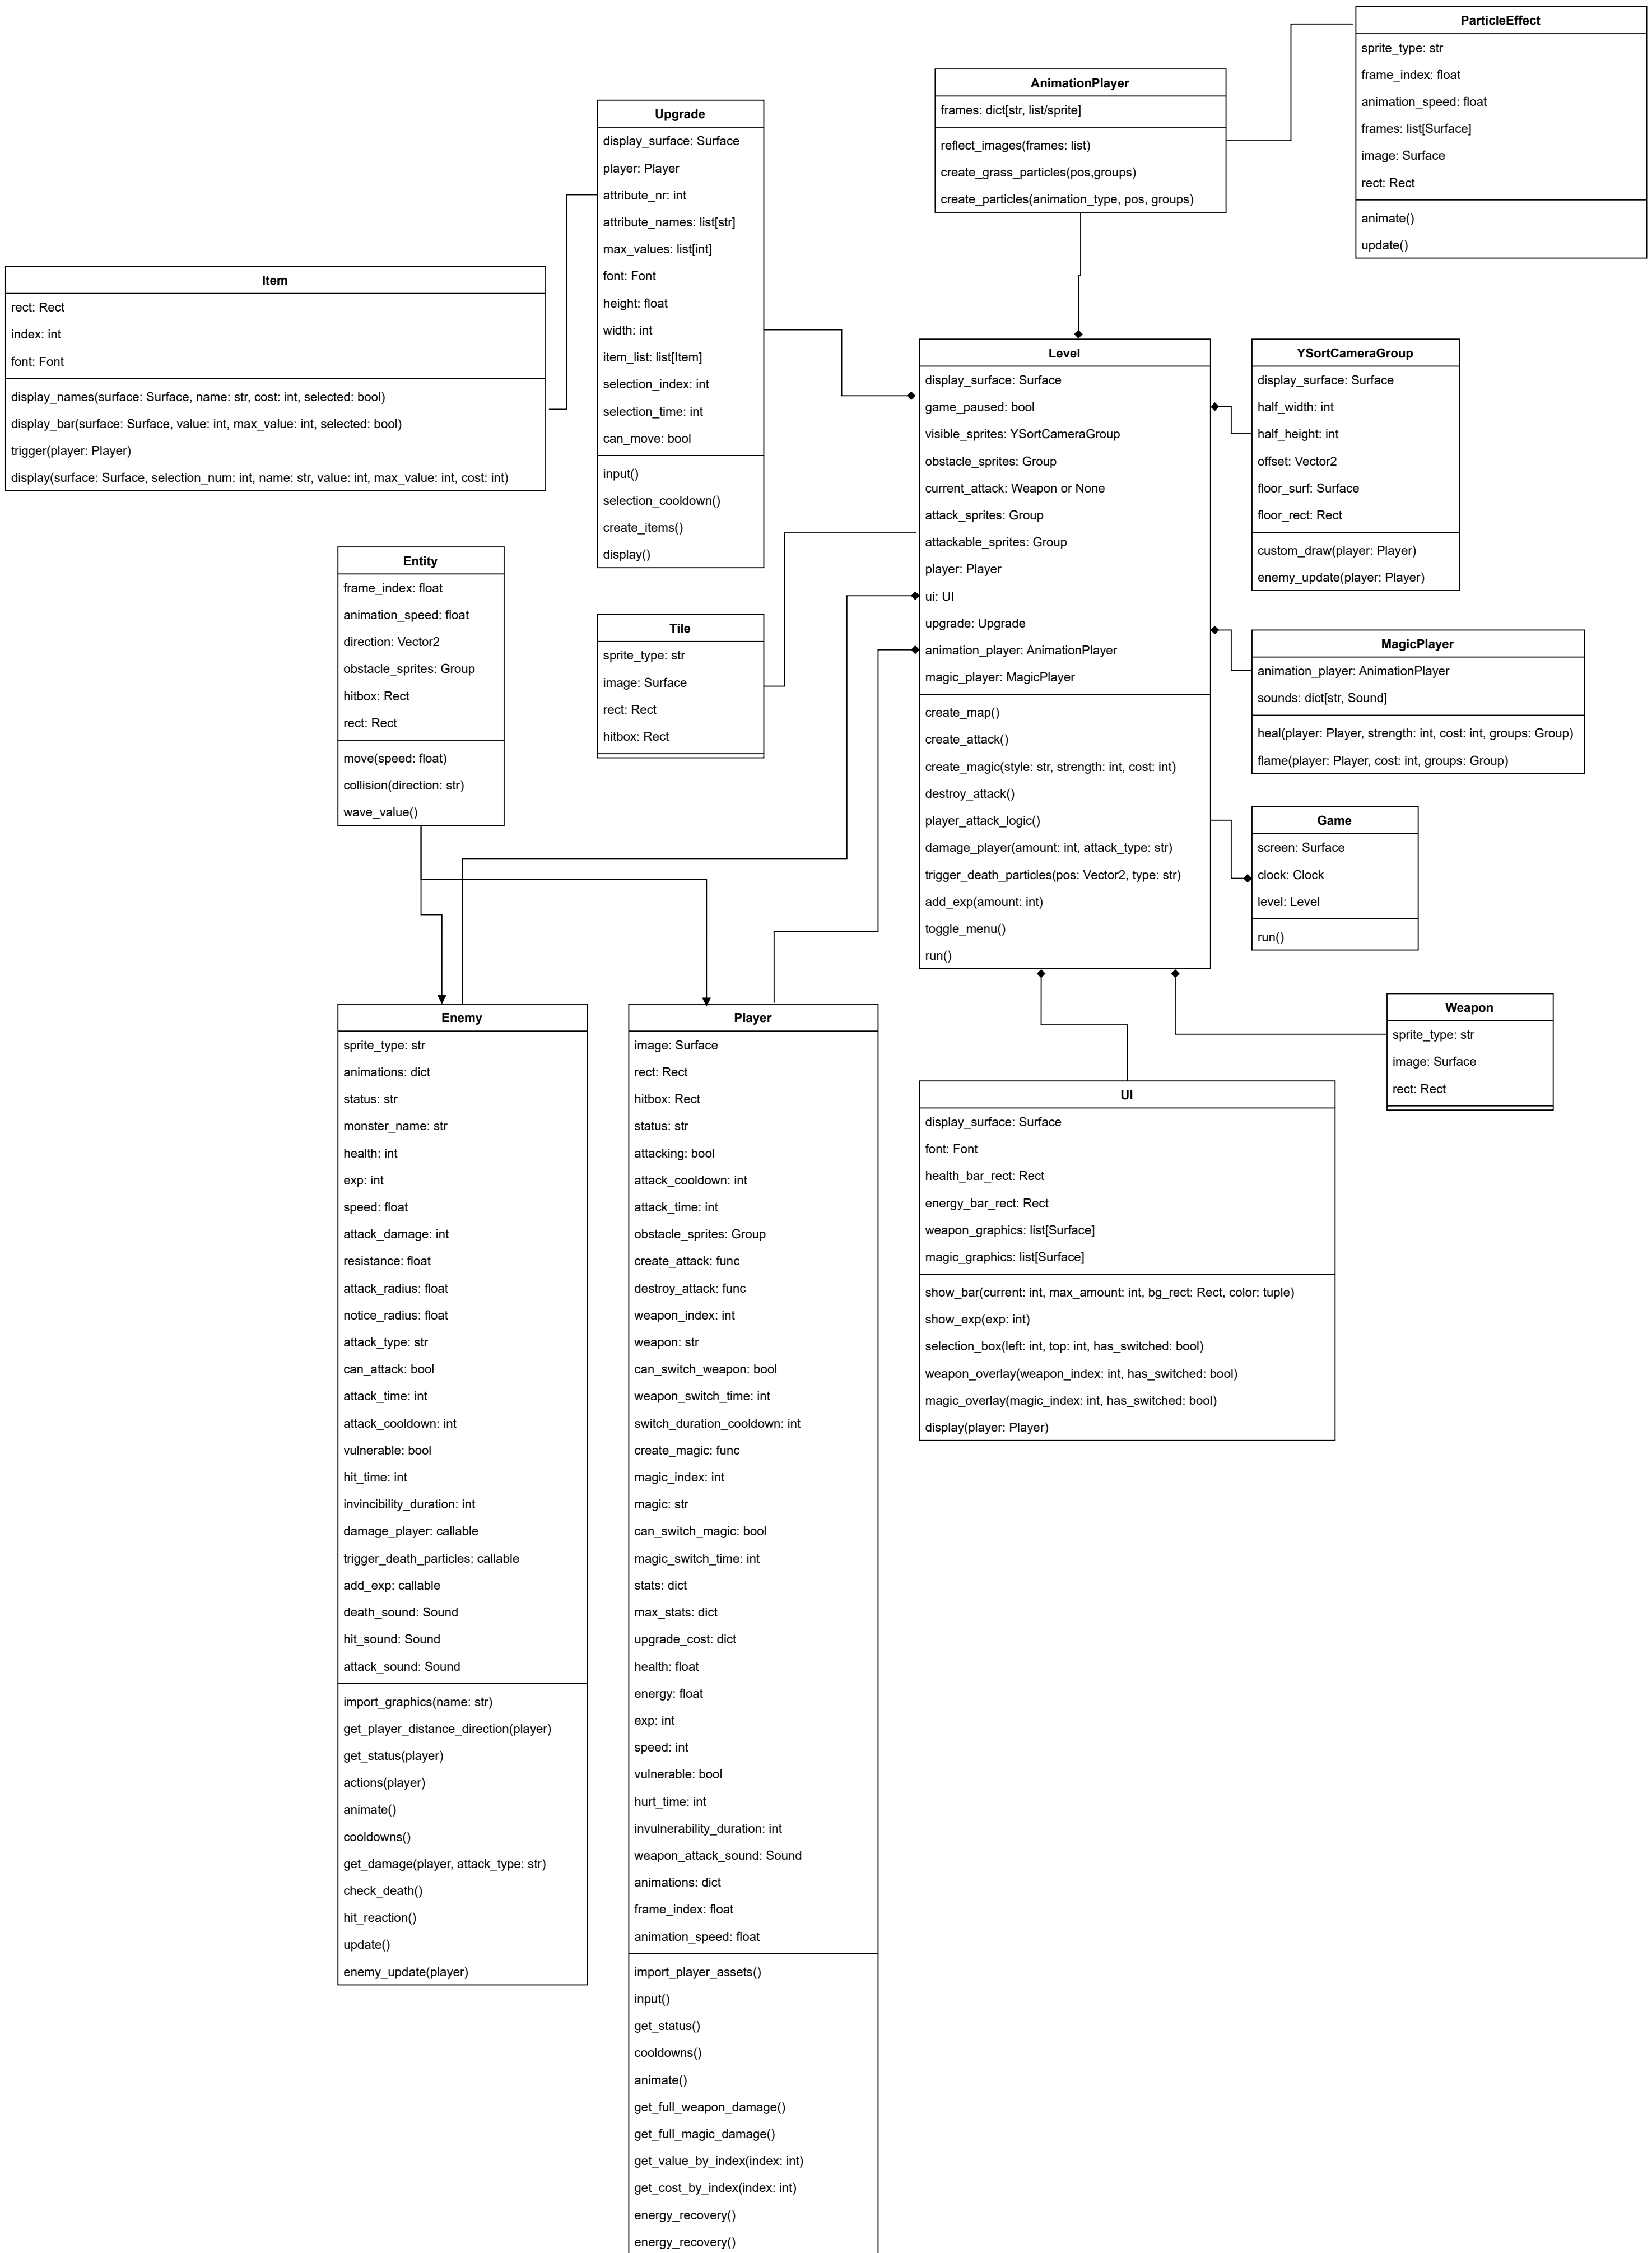 ParticleEffect
sprite_type: str
frame_index: float
animation_speed: float
frames: list[Surface]
image: Surface
rect: Rect
animate()
update()
AnimationPlayer
frames: dict[str, list/sprite]
reflect_images(frames: list)
create_grass_particles(pos,groups)
create_particles(animation_type, pos, groups)
Upgrade
display_surface: Surface
player: Player
attribute_nr: int
attribute_names: list[str]
max_values: list[int]
font: Font
height: float
width: int
item_list: list[Item]
selection_index: int
selection_time: int
can_move: bool
input()
selection_cooldown()
create_items()
display()
Item
rect: Rect
index: int
font: Font
display_names(surface: Surface, name: str, cost: int, selected: bool)
display_bar(surface: Surface, value: int, max_value: int, selected: bool)
trigger(player: Player)
display(surface: Surface, selection_num: int, name: str, value: int, max_value: int, cost: int)
Level
display_surface: Surface
game_paused: bool
visible_sprites: YSortCameraGroup
obstacle_sprites: Group
current_attack: Weapon or None
attack_sprites: Group
attackable_sprites: Group
player: Player
ui: UI
upgrade: Upgrade
animation_player: AnimationPlayer
magic_player: MagicPlayer
create_map()
create_attack()
create_magic(style: str, strength: int, cost: int)
destroy_attack()
player_attack_logic()
damage_player(amount: int, attack_type: str)
trigger_death_particles(pos: Vector2, type: str)
add_exp(amount: int)
toggle_menu()
run()
YSortCameraGroup
display_surface: Surface
half_width: int
half_height: int
offset: Vector2
floor_surf: Surface
floor_rect: Rect
custom_draw(player: Player)
enemy_update(player: Player)
Entity
frame_index: float
animation_speed: float
direction: Vector2
obstacle_sprites: Group
hitbox: Rect
rect: Rect
move(speed: float)
collision(direction: str)
wave_value()
Tile
sprite_type: str
image: Surface
rect: Rect
hitbox: Rect
MagicPlayer
animation_player: AnimationPlayer
sounds: dict[str, Sound]
heal(player: Player, strength: int, cost: int, groups: Group)
flame(player: Player, cost: int, groups: Group)
Game
screen: Surface
clock: Clock
level: Level
run()
Weapon
sprite_type: str
image: Surface
rect: Rect
Enemy
sprite_type: str
animations: dict
status: str
monster_name: str
health: int
exp: int
speed: float
attack_damage: int
resistance: float
attack_radius: float
notice_radius: float
attack_type: str
can_attack: bool
attack_time: int
attack_cooldown: int
vulnerable: bool
hit_time: int
invincibility_duration: int
damage_player: callable
trigger_death_particles: callable
add_exp: callable
death_sound: Sound
hit_sound: Sound
attack_sound: Sound
import_graphics(name: str)
get_player_distance_direction(player)
get_status(player)
actions(player)
animate()
cooldowns()
get_damage(player, attack_type: str)
check_death()
hit_reaction()
update()
enemy_update(player)
Player
image: Surface
rect: Rect
hitbox: Rect
status: str
attacking: bool
attack_cooldown: int
attack_time: int
obstacle_sprites: Group
create_attack: func
destroy_attack: func
weapon_index: int
weapon: str
can_switch_weapon: bool
weapon_switch_time: int
switch_duration_cooldown: int
create_magic: func
magic_index: int
magic: str
can_switch_magic: bool
magic_switch_time: int
stats: dict
max_stats: dict
upgrade_cost: dict
health: float
energy: float
exp: int
speed: int
vulnerable: bool
hurt_time: int
invulnerability_duration: int
weapon_attack_sound: Sound
animations: dict
frame_index: float
animation_speed: float
import_player_assets()
input()
get_status()
cooldowns()
animate()
get_full_weapon_damage()
get_full_magic_damage()
get_value_by_index(index: int)
get_cost_by_index(index: int)
energy_recovery()
energy_recovery()
UI
display_surface: Surface
font: Font
health_bar_rect: Rect
energy_bar_rect: Rect
weapon_graphics: list[Surface]
magic_graphics: list[Surface]
show_bar(current: int, max_amount: int, bg_rect: Rect, color: tuple)
show_exp(exp: int)
selection_box(left: int, top: int, has_switched: bool)
weapon_overlay(weapon_index: int, has_switched: bool)
magic_overlay(magic_index: int, has_switched: bool)
display(player: Player)